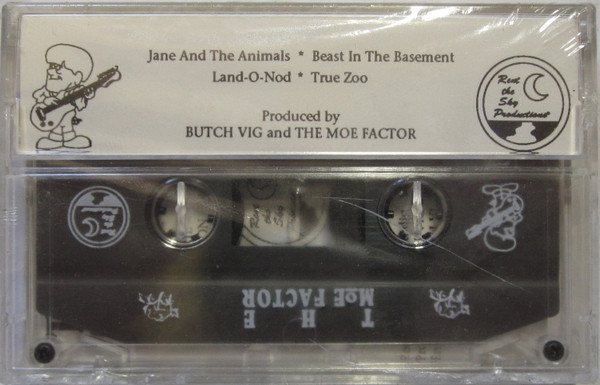 Jane And The Animals * Beast In The Basement
Land-O-Nod * True Zoo
Produced by
BUTCH VIG and THE MOE FACTOR
Rent
the
Sky
Productions
THE
MOE FACTOR